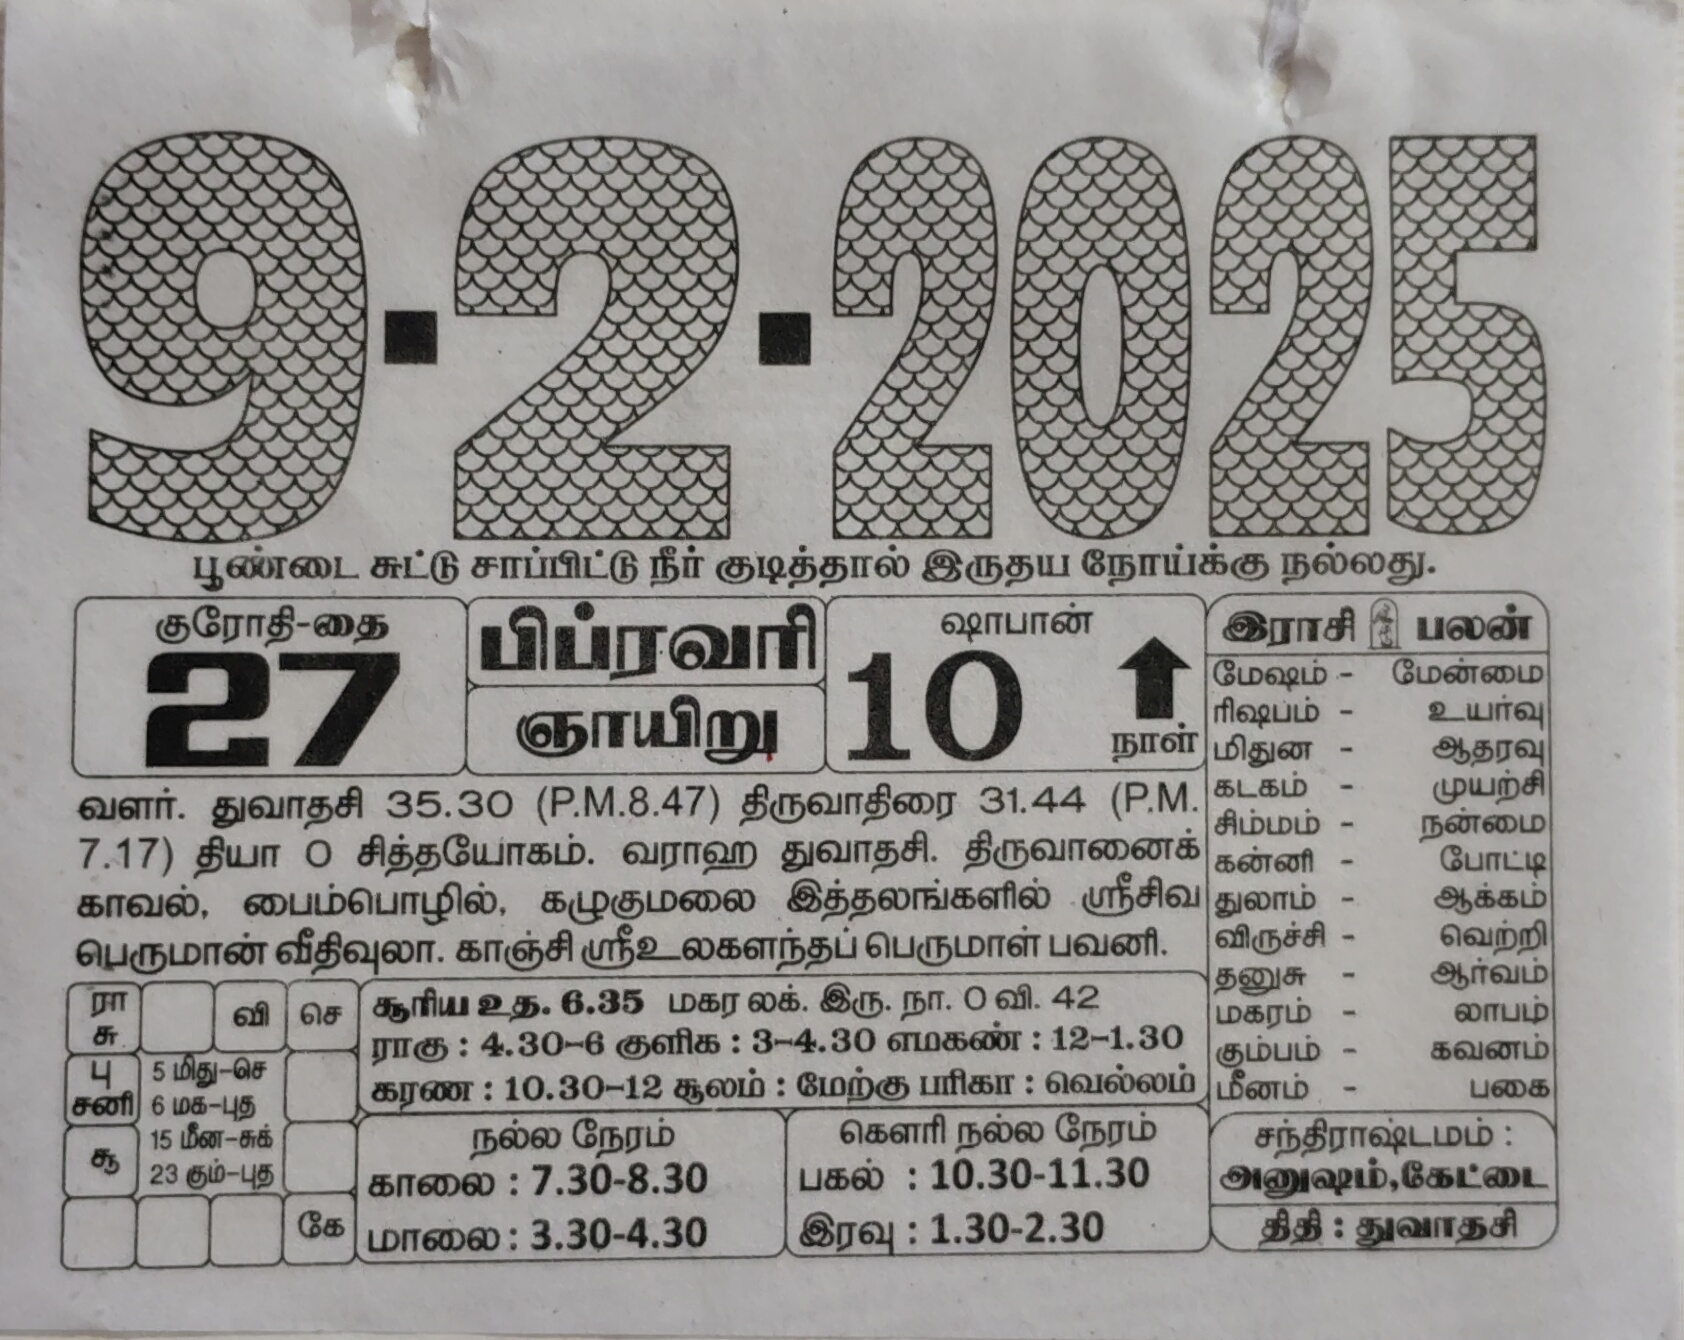 9.2.2025
பூண்டை சுட்டு சாப்பிட்டு நீர் குடித்தால் இருதய நோய்க்கு நல்லது.
குரோதி-தை
27
பிப்ரவரி
ஞாயிறு
ஷாபான்
10
நாள்
வளர். துவாதசி 35.30 (P.M.8.47) திருவாதிரை 31.44 (P.M.
7.17) தியா 0 சித்தயோகம். வராஹ துவாதசி. திருவானைக்
காவல், பைம்பொழில், கழுகுமலை இத்தலங்களில் ஸ்ரீசிவ
பெருமான் வீதிவுலா. காஞ்சி ஸ்ரீஉலகளந்தப் பெருமாள் பவனி.
ரா
சு
வி
செ
பு
சனி
5 மிது-செ
6 மக-புத
சூ
15 மீன-சுக்
23 கும்-புத
கே
சூரிய உத. 6.35 மகர லக். இரு. நா. 0 வி. 42
ராகு : 4.30-6 குளிக : 3-4.30 எமகண் : 12-1.30
கரண : 10.30-12 சூலம் : மேற்கு பரிகா : வெல்லம்
நல்ல நேரம்
காலை : 7.30-8.30
மாலை : 3.30-4.30
கௌரி நல்ல நேரம்
பகல் : 10.30-11.30
இரவு : 1.30-2.30
இராசி பலன்
மேஷம் - மேன்மை
ரிஷபம் - உயர்வு
மிதுன - ஆதரவு
கடகம் - முயற்சி
சிம்மம் - நன்மை
கன்னி - போட்டி
துலாம் - ஆக்கம்
விருச்சி - வெற்றி
தனுசு - ஆர்வம்
மகரம் - லாபம்
கும்பம் - கவனம்
மீனம் - பகை
சந்திராஷ்டமம் :
அனுஷம்,கேட்டை
திதி : துவாதசி